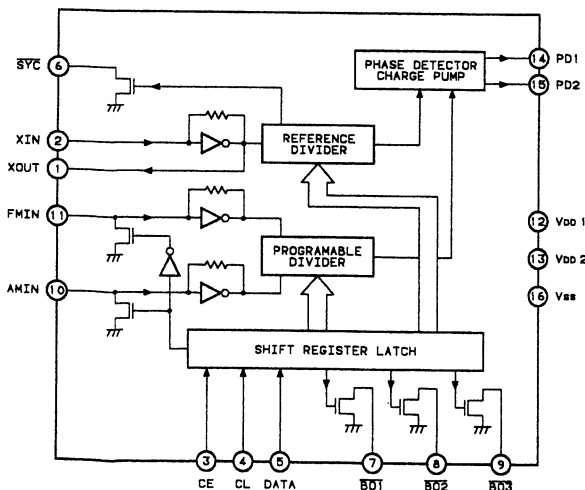 SYC
6
PHASE DETECTOR
CHARGE PUMP
14 PD1
15 PD2
XIN 2
XOUT 1
REFERENCE
DIVIDER
FMIN 11
12 VDD 1
PROGRAMABLE
DIVIDER
13 VDD 2
AMIN 10
16 Vss
SHIFT REGISTER LATCH
3 4 5 7 8 9
CE CL DATA BO1 BO2 BO3